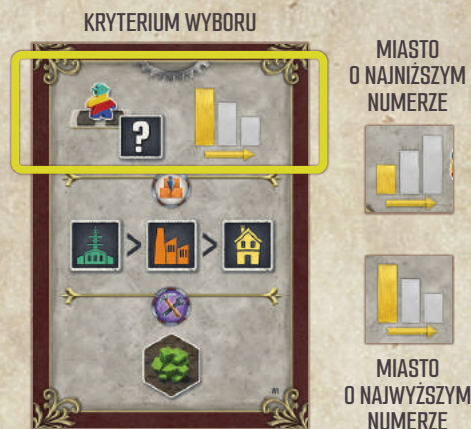 KRYTERIUM WYBORU
MIASTO
O NAJNIŻSZYM
NUMERZE
?
>
>
MIASTO
O NAJWYŻSZYM
NUMERZE